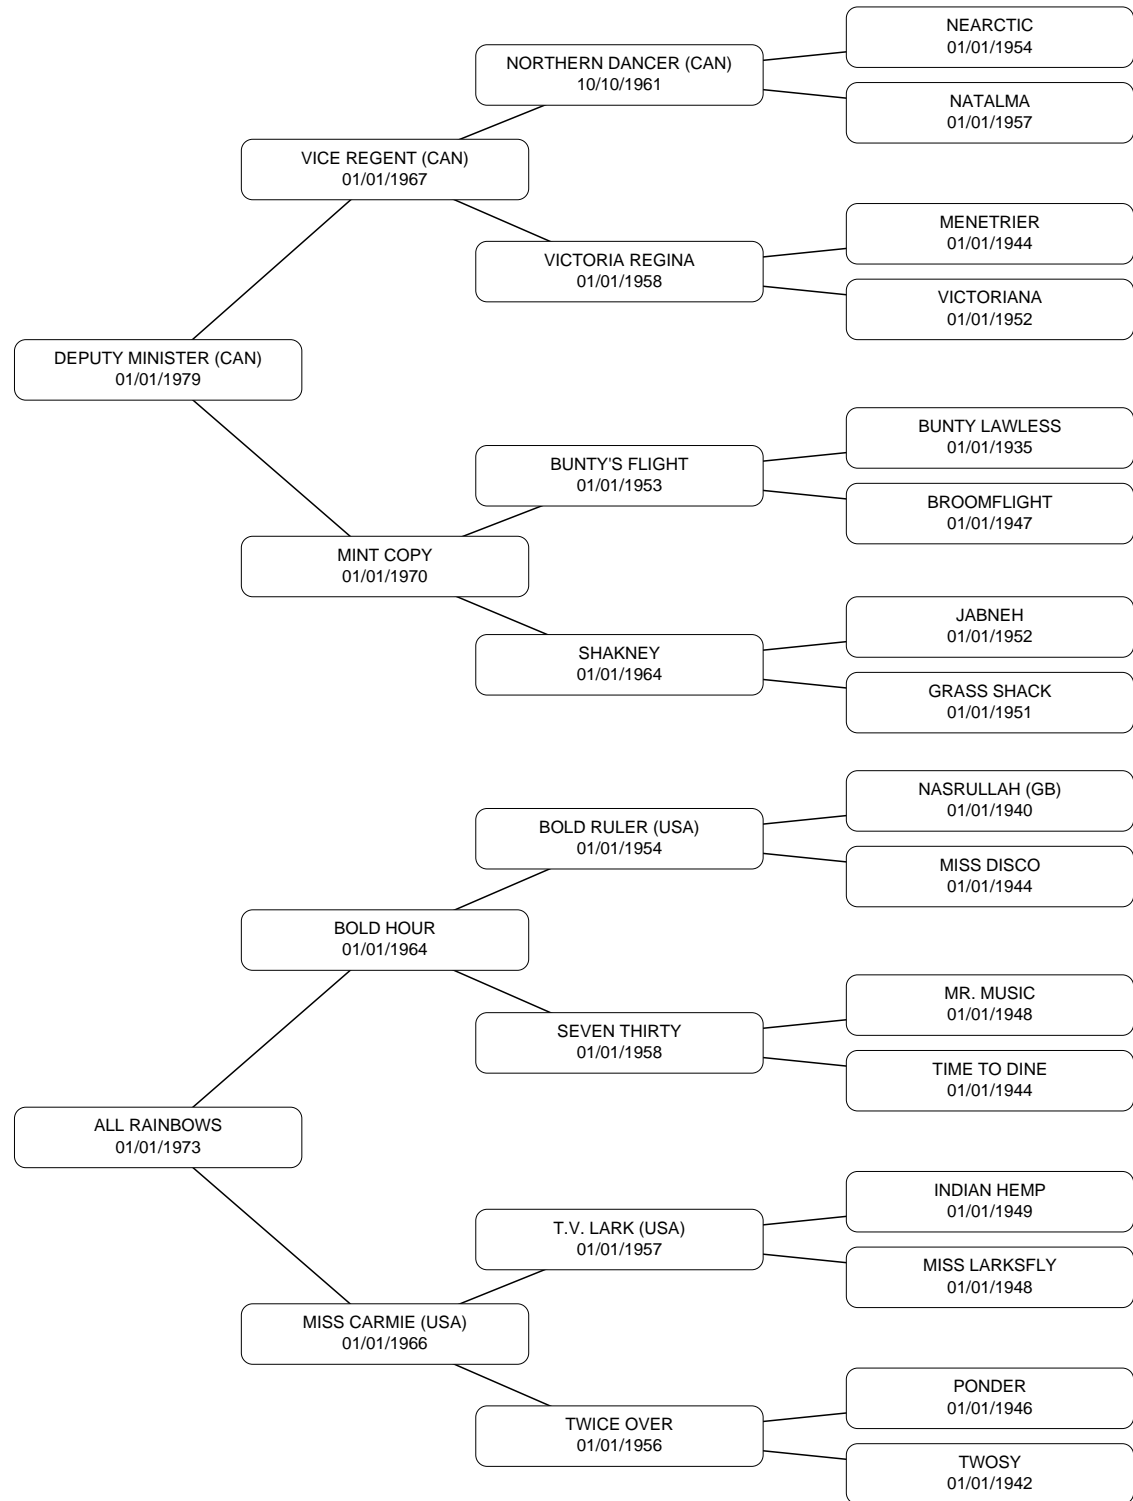 NEARCTIC
01/01/1954
NORTHERN DANCER (CAN)
10/10/1961
NATALMA
01/01/1957
VICE REGENT (CAN)
01/01/1967
MENETRIER
01/01/1944
VICTORIA REGINA
01/01/1958
VICTORIANA
01/01/1952
DEPUTY MINISTER (CAN)
01/01/1979
BUNTY LAWLESS
01/01/1935
BUNTY'S FLIGHT
01/01/1953
BROOMFLIGHT
01/01/1947
MINT COPY
01/01/1970
JABNEH
01/01/1952
SHAKNEY
01/01/1964
GRASS SHACK
01/01/1951
NASRULLAH (GB)
01/01/1940
BOLD RULER (USA)
01/01/1954
MISS DISCO
01/01/1944
BOLD HOUR
01/01/1964
MR. MUSIC
01/01/1948
SEVEN THIRTY
01/01/1958
TIME TO DINE
01/01/1944
ALL RAINBOWS
01/01/1973
INDIAN HEMP
01/01/1949
T.V. LARK (USA)
01/01/1957
MISS LARKSFLY
01/01/1948
MISS CARMIE (USA)
01/01/1966
PONDER
01/01/1946
TWICE OVER
01/01/1956
TWOSY
01/01/1942